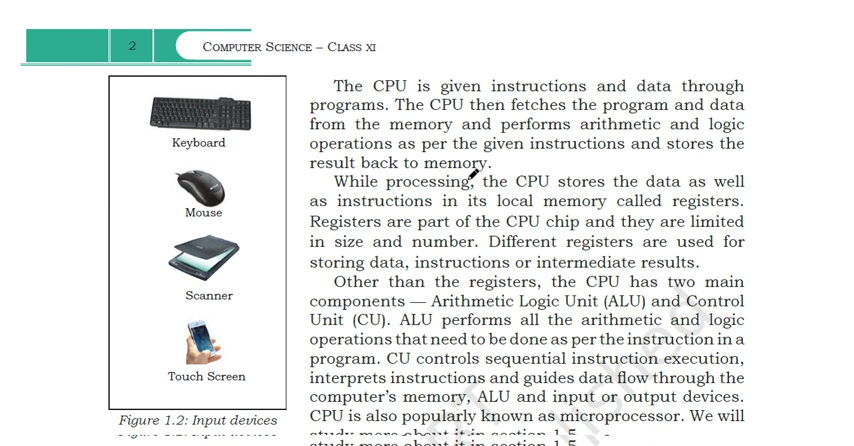 2
COMPUTER SCIENCE – CLASS XI
Keyboard
Mouse
Scanner
Touch Screen
Figure 1.2: Input devices
The CPU is given instructions and data through
programs. The CPU then fetches the program and data
from the memory and performs arithmetic and logic
operations as per the given instructions and stores the
result back to memory.
While processing, the CPU stores the data as well
as instructions in its local memory called registers.
Registers are part of the CPU chip and they are limited
in size and number. Different registers are used for
storing data, instructions or intermediate results.
Other than the registers, the CPU has two main
components — Arithmetic Logic Unit (ALU) and Control
Unit (CU). ALU performs all the arithmetic and logic
operations that need to be done as per the instruction in a
program. CU controls sequential instruction execution,
interprets instructions and guides data flow through the
computer's memory, ALU and input or output devices.
CPU is also popularly known as microprocessor. We will
study more about it in section 1.5